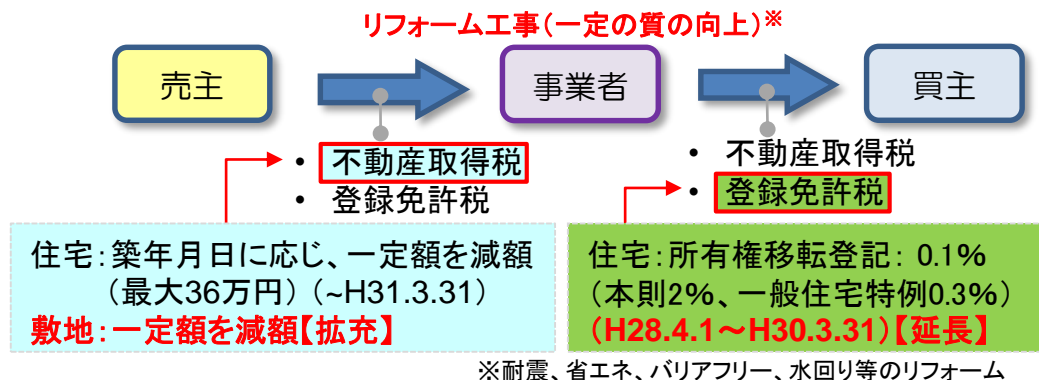 リフォーム工事(一定の質の向上)※
売主
事業者
買主
• 不動産取得税
• 登録免許税
• 不動産取得税
• 登録免許税
住宅:築年月日に応じ、一定額を減額
(最大36万円)(~H31.3.31)
敷地:一定額を減額【拡充】
住宅:所有権移転登記: 0.1%
(本則2%、一般住宅特例0.3%)
(H28.4.1~H30.3.31)【延長】
※耐震、省エネ、バリアフリー、水回り等のリフォーム